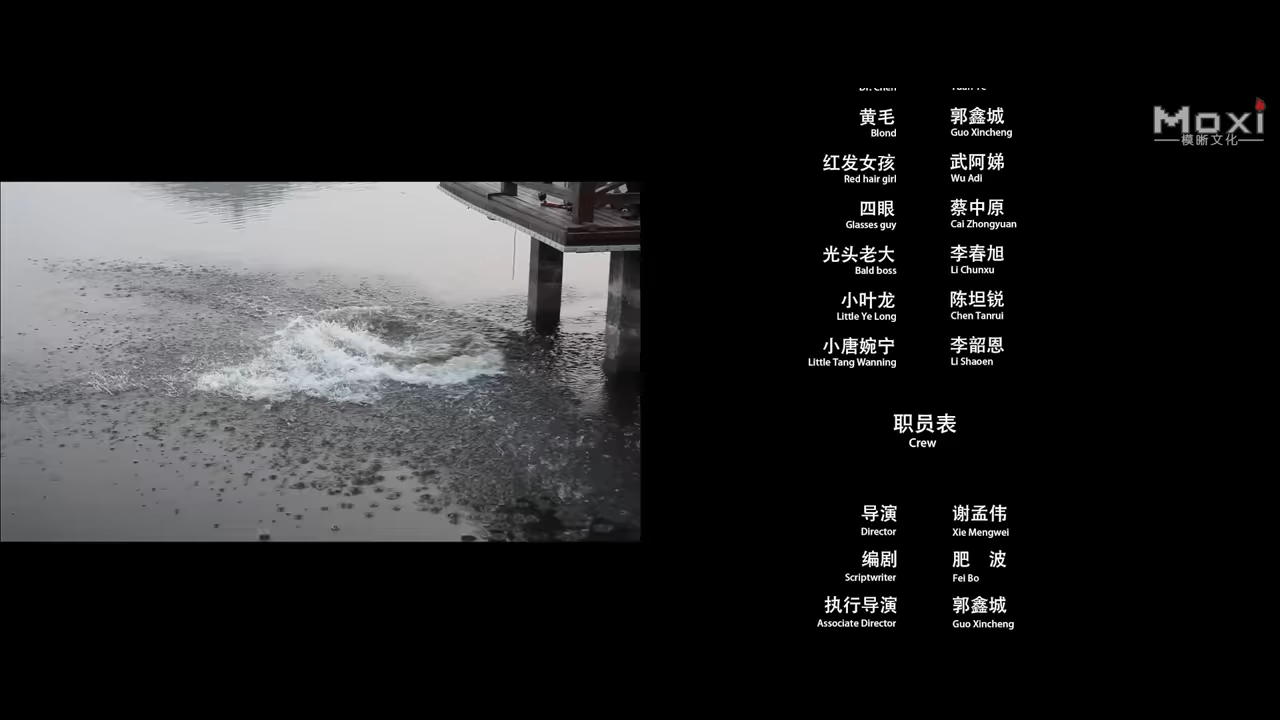 Dr. Chen Yuan Ye
黄毛 郭鑫城
Blond Guo Xincheng
红发女孩 武阿娣
Red hair girl Wu Adi
四眼 蔡中原
Glasses guy Cai Zhongyuan
光头老大 李春旭
Bald boss Li Chunxu
小叶龙 陈坦锐
Little Ye Long Chen Tanrui
小唐婉宁 李韶恩
Little Tang Wanning Li Shaoen
职员表
Crew
导演 谢孟伟
Director Xie Mengwei
编剧 肥 波
Scriptwriter Fei Bo
执行导演 郭鑫城
Associate Director Guo Xincheng
Moxi
模晰文化